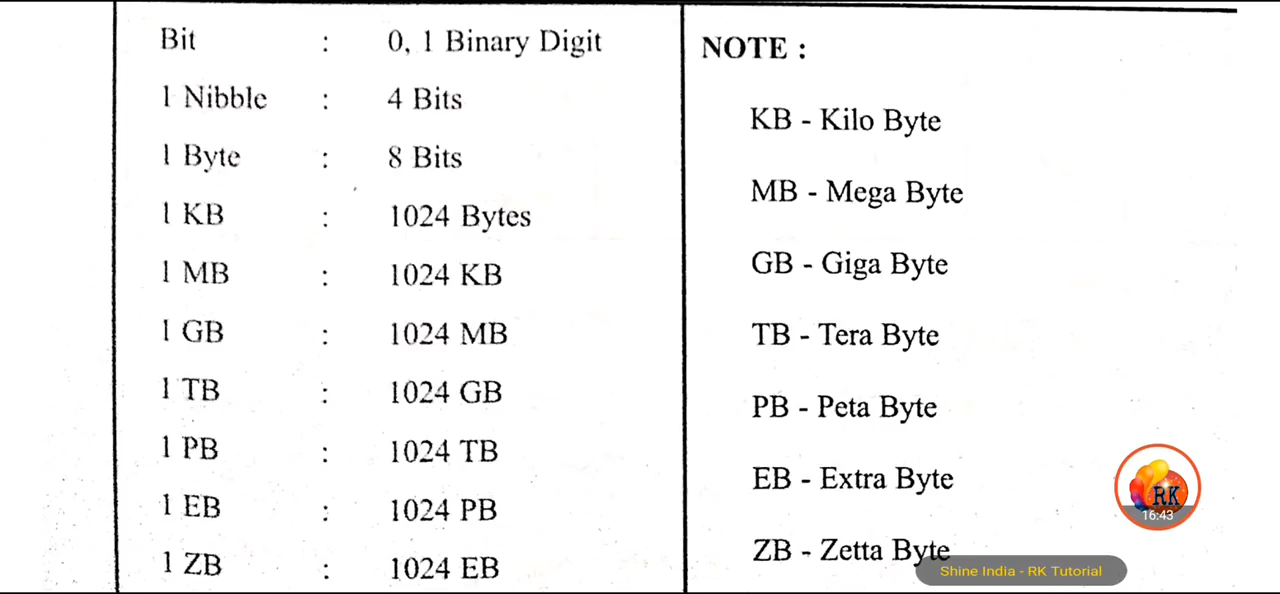 Bit : 0, 1 Binary Digit
1 Nibble : 4 Bits
1 Byte : 8 Bits
1 KB : 1024 Bytes
1 MB : 1024 KB
1 GB : 1024 MB
1 TB : 1024 GB
1 PB : 1024 TB
1 EB : 1024 PB
1 ZB : 1024 EB
NOTE :
KB - Kilo Byte
MB - Mega Byte
GB - Giga Byte
TB - Tera Byte
PB - Peta Byte
EB - Extra Byte
ZB - Zetta Byte
RK
16:43
Shine India - RK Tutorial